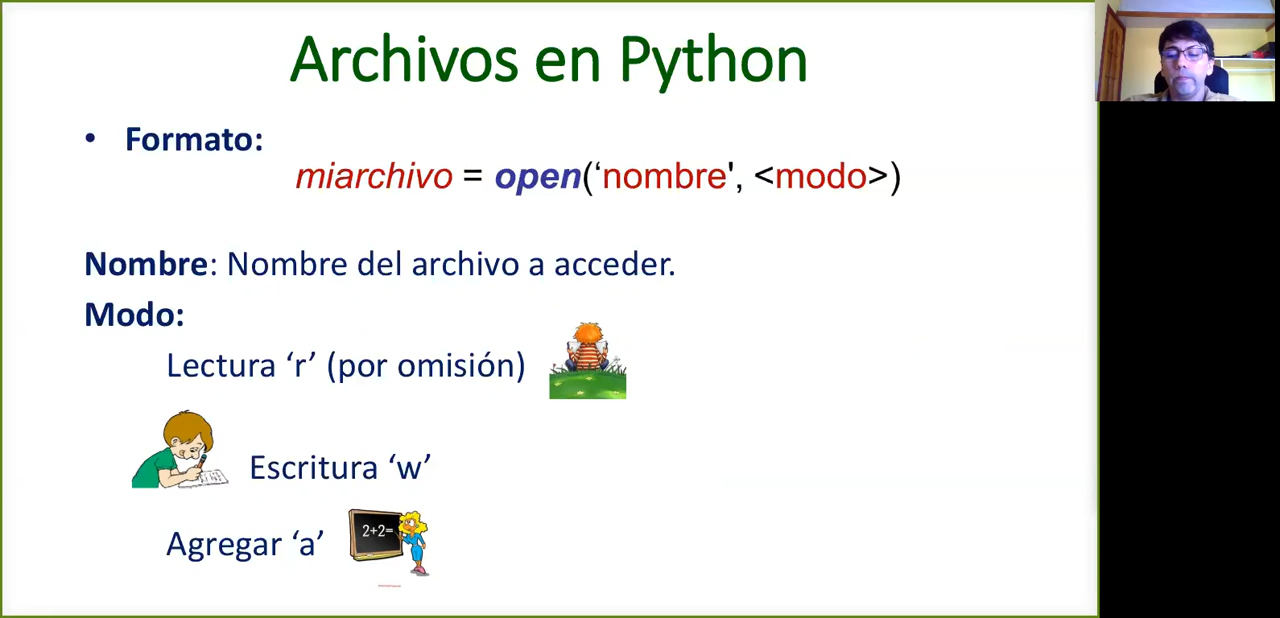 Archivos en Python
• Formato:
miarchivo = open(‘nombre', <modo>)
Nombre: Nombre del archivo a acceder.
Modo:
Lectura ‘r’ (por omisión)
Escritura ‘w’
2+2=
Agregar ‘a’